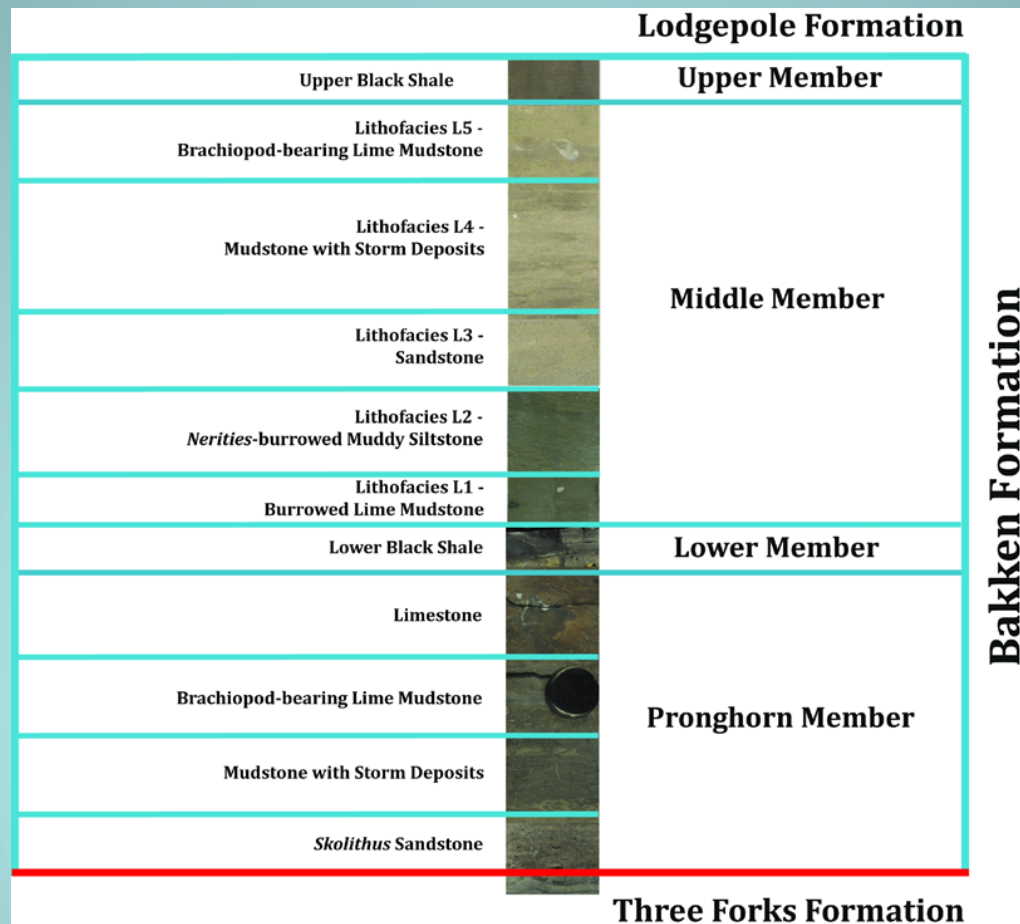 Lodgepole Formation
Upper Black Shale
Upper Member
Lithofacies L5 -
Brachiopod-bearing Lime Mudstone
Lithofacies L4 -
Mudstone with Storm Deposits
Middle Member
Lithofacies L3 -
Sandstone
Lithofacies L2 -
Nerities-burrowed Muddy Siltstone
Lithofacies L1 -
Burrowed Lime Mudstone
Lower Black Shale
Lower Member
Limestone
Brachiopod-bearing Lime Mudstone
Pronghorn Member
Mudstone with Storm Deposits
Skolithus Sandstone
Three Forks Formation
Bakken Formation